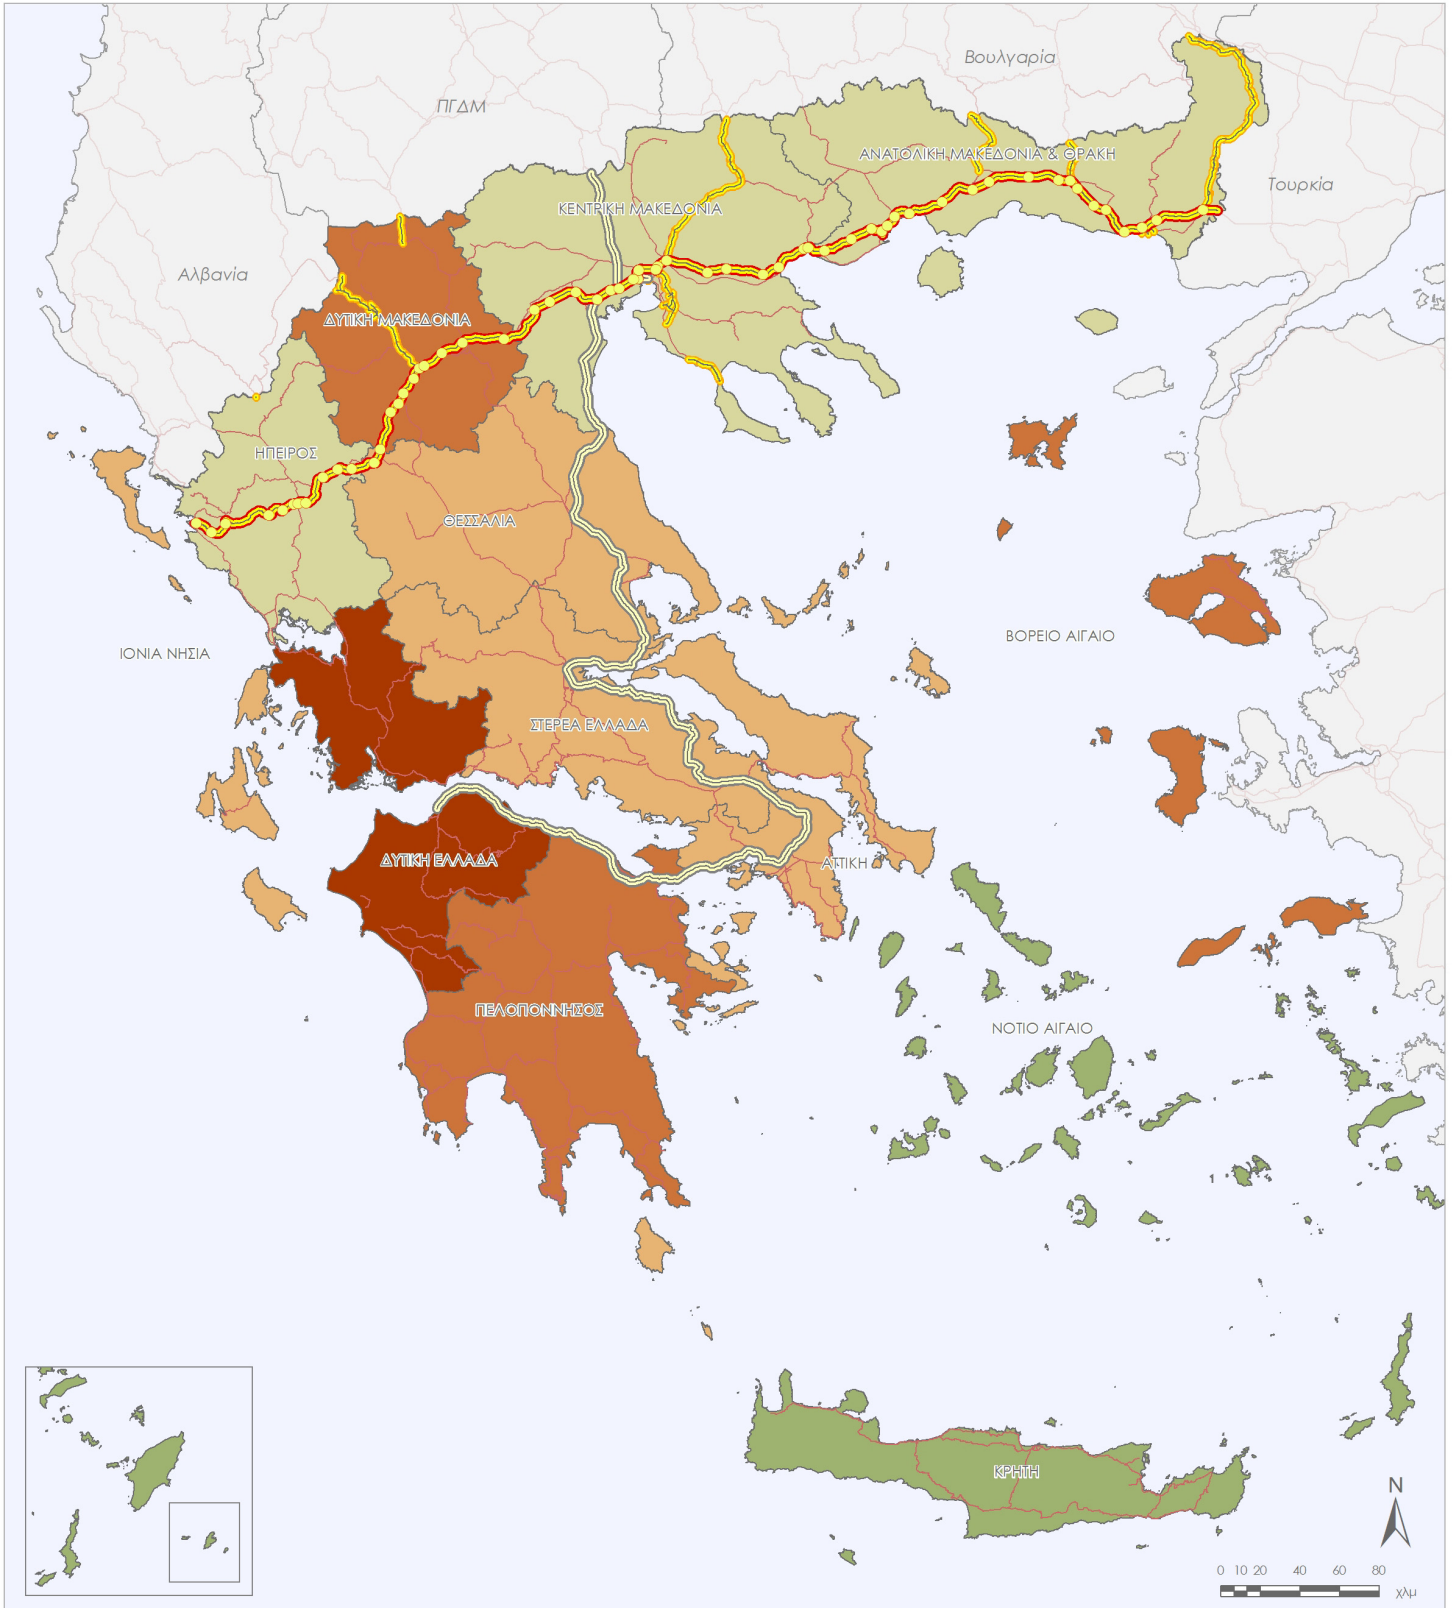 Βουλγαρία
ΠΓΔΜ
ΑΝΑΤΟΛΙΚΗ ΜΑΚΕΔΟΝΙΑ & ΘΡΑΚΗ
Τουρκία
ΚΕΝΤΡΙΚΗ ΜΑΚΕΔΟΝΙΑ
Αλβανία
ΔΥΤΙΚΗ ΜΑΚΕΔΟΝΙΑ
ΗΠΕΙΡΟΣ
ΘΕΣΣΑΛΙΑ
ΒΟΡΕΙΟ ΑΙΓΑΙΟ
ΙΟΝΙΑ ΝΗΣΙΑ
ΣΤΕΡΕΑ ΕΛΛΑΔΑ
ΔΥΤΙΚΗ ΕΛΛΑΔΑ
ΑΤΤΙΚΗ
ΠΕΛΟΠΟΝΝΗΣΟΣ
ΝΟΤΙΟ ΑΙΓΑΙΟ
ΚΡΗΤΗ
N
0 10 20 40 60 80
χλμ